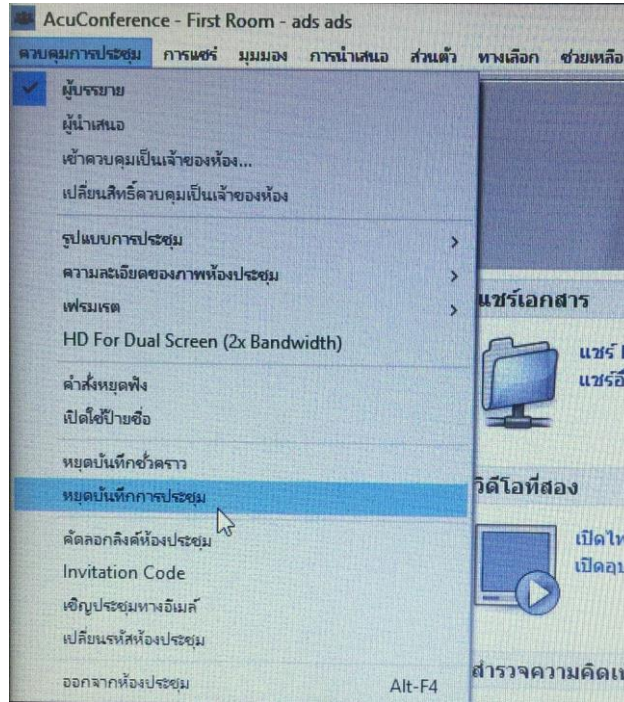 AcuConference - First Room - ads ads
ควบคุมการประชุม การแชร์ มุมมอง การนำเสนอ ส่วนตัว ทางเลือก ช่วยเหลือ
ผู้บรรยาย
ผู้นำเสนอ
เข้าควบคุมเป็นเจ้าของห้อง...
เปลี่ยนสิทธิ์ควบคุมเป็นเจ้าของห้อง
รูปแบบการประชุม
ความละเอียดของภาพห้องประชุม
เฟรมเรต
HD For Dual Screen (2x Bandwidth)
คำสั่งหยุดฟัง
เปิดใช้ป้ายชื่อ
หยุดบันทึกชั่วคราว
หยุดบันทึกการประชุม
คัดลอกลิงค์ห้องประชุม
Invitation Code
เชิญประชุมทางอีเมล์
เปลี่ยนรหัสห้องประชุม
ออกจากห้องประชุม Alt-F4
แชร์เอกสาร
แชร์
วิดีโอที่สอง